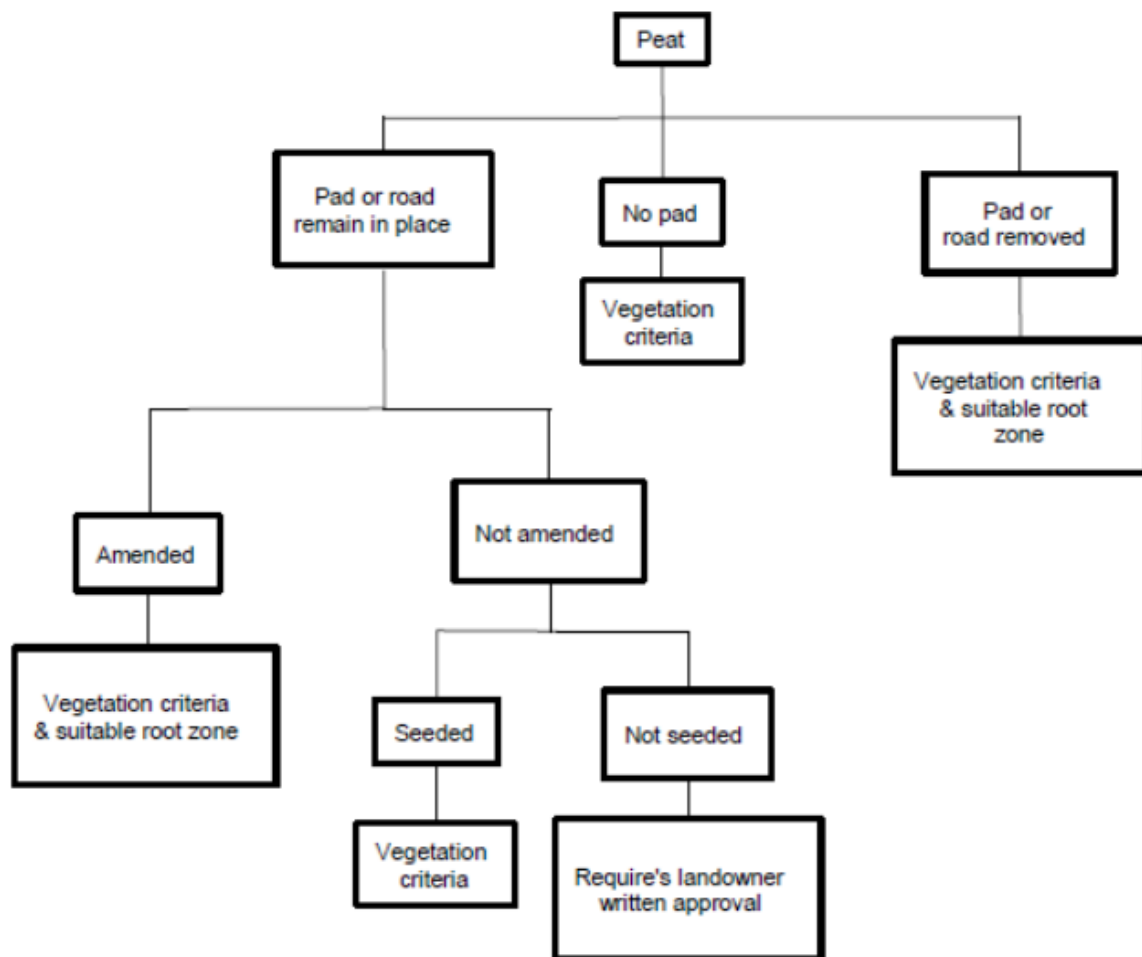 Peat
Pad or road
remain in place
No pad
Pad or
road removed
Vegetation
criteria
Vegetation criteria
& suitable root
zone
Amended
Not amended
Vegetation criteria
& suitable root zone
Seeded
Not seeded
Vegetation
criteria
Require's landowner
written approval